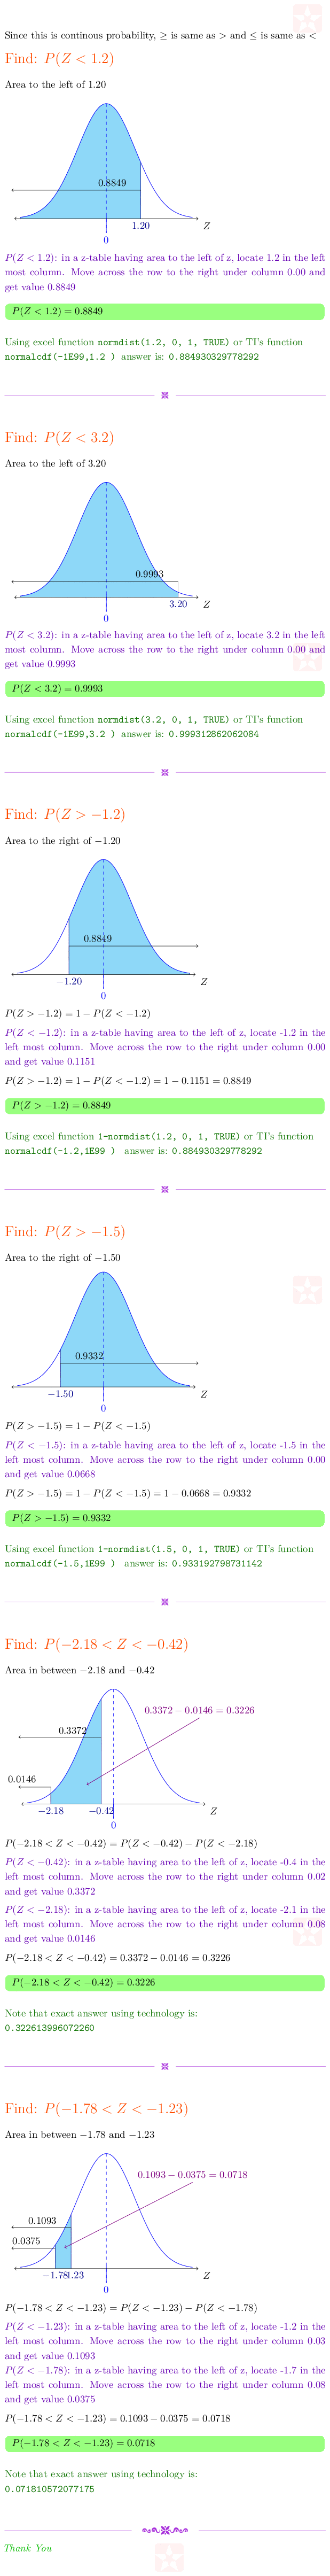 Since this is continous probability, ≥ is same as > and ≤ is same as <
Find: P(Z < 1.2)
Area to the left of 1.20
0.8849
1.20
Z
0
P(Z < 1.2): in a z-table having area to the left of z, locate 1.2 in the left
most column. Move across the row to the right under column 0.00 and
get value 0.8849
P(Z < 1.2) = 0.8849
Using excel function normdist(1.2, 0, 1, TRUE) or TI's function
normalcdf(-1E99,1.2 ) answer is: 0.884930329778292
Find: P(Z < 3.2)
Area to the left of 3.20
0.9993
3.20
Z
0
P(Z < 3.2): in a z-table having area to the left of z, locate 3.2 in the left
most column. Move across the row to the right under column 0.00 and
get value 0.9993
P(Z < 3.2) = 0.9993
Using excel function normdist(3.2, 0, 1, TRUE) or TI's function
normalcdf(-1E99,3.2 ) answer is: 0.999312862062084
Find: P(Z > −1.2)
Area to the right of −1.20
0.8849
−1.20
Z
0
P(Z > −1.2) = 1 − P(Z < −1.2)
P(Z < −1.2): in a z-table having area to the left of z, locate -1.2 in the
left most column. Move across the row to the right under column 0.00
and get value 0.1151
P(Z > −1.2) = 1 − P(Z < −1.2) = 1 − 0.1151 = 0.8849
P(Z > −1.2) = 0.8849
Using excel function 1-normdist(1.2, 0, 1, TRUE) or TI's function
normalcdf(-1.2,1E99 ) answer is: 0.884930329778292
Find: P(Z > −1.5)
Area to the right of −1.50
0.9332
−1.50
Z
0
P(Z > −1.5) = 1 − P(Z < −1.5)
P(Z < −1.5): in a z-table having area to the left of z, locate -1.5 in the
left most column. Move across the row to the right under column 0.00
and get value 0.0668
P(Z > −1.5) = 1 − P(Z < −1.5) = 1 − 0.0668 = 0.9332
P(Z > −1.5) = 0.9332
Using excel function 1-normdist(1.5, 0, 1, TRUE) or TI's function
normalcdf(-1.5,1E99 ) answer is: 0.933192798731142
Find: P(−2.18 < Z < −0.42)
Area in between −2.18 and −0.42
0.3372 − 0.0146 = 0.3226
0.3372
0.0146
−2.18
−0.42
Z
0
P(−2.18 < Z < −0.42) = P(Z < −0.42) − P(Z < −2.18)
P(Z < −0.42): in a z-table having area to the left of z, locate -0.4 in the
left most column. Move across the row to the right under column 0.02
and get value 0.3372
P(Z < −2.18): in a z-table having area to the left of z, locate -2.1 in the
left most column. Move across the row to the right under column 0.08
and get value 0.0146
P(−2.18 < Z < −0.42) = 0.3372 − 0.0146 = 0.3226
P(−2.18 < Z < −0.42) = 0.3226
Note that exact answer using technology is:
0.322613996072260
Find: P(−1.78 < Z < −1.23)
Area in between −1.78 and −1.23
0.1093 − 0.0375 = 0.0718
0.1093
0.0375
−1.78
−1.23
Z
0
P(−1.78 < Z < −1.23) = P(Z < −1.23) − P(Z < −1.78)
P(Z < −1.23): in a z-table having area to the left of z, locate -1.2 in the
left most column. Move across the row to the right under column 0.03
and get value 0.1093
P(Z < −1.78): in a z-table having area to the left of z, locate -1.7 in the
left most column. Move across the row to the right under column 0.08
and get value 0.0375
P(−1.78 < Z < −1.23) = 0.1093 − 0.0375 = 0.0718
P(−1.78 < Z < −1.23) = 0.0718
Note that exact answer using technology is:
0.071810572077175
Thank You